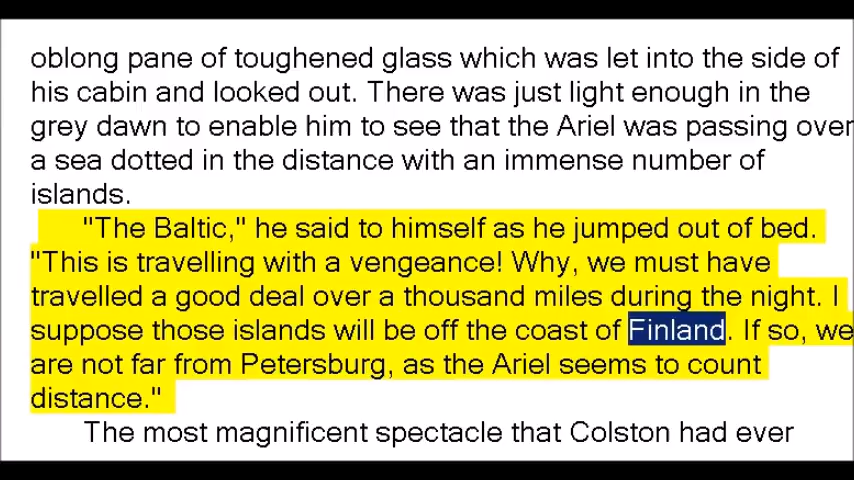 oblong pane of toughened glass which was let into the side of
his cabin and looked out. There was just light enough in the
grey dawn to enable him to see that the Ariel was passing over
a sea dotted in the distance with an immense number of
islands.
"The Baltic," he said to himself as he jumped out of bed.
"This is travelling with a vengeance! Why, we must have
travelled a good deal over a thousand miles during the night. I
suppose those islands will be off the coast of Finland. If so, we
are not far from Petersburg, as the Ariel seems to count
distance."
The most magnificent spectacle that Colston had ever